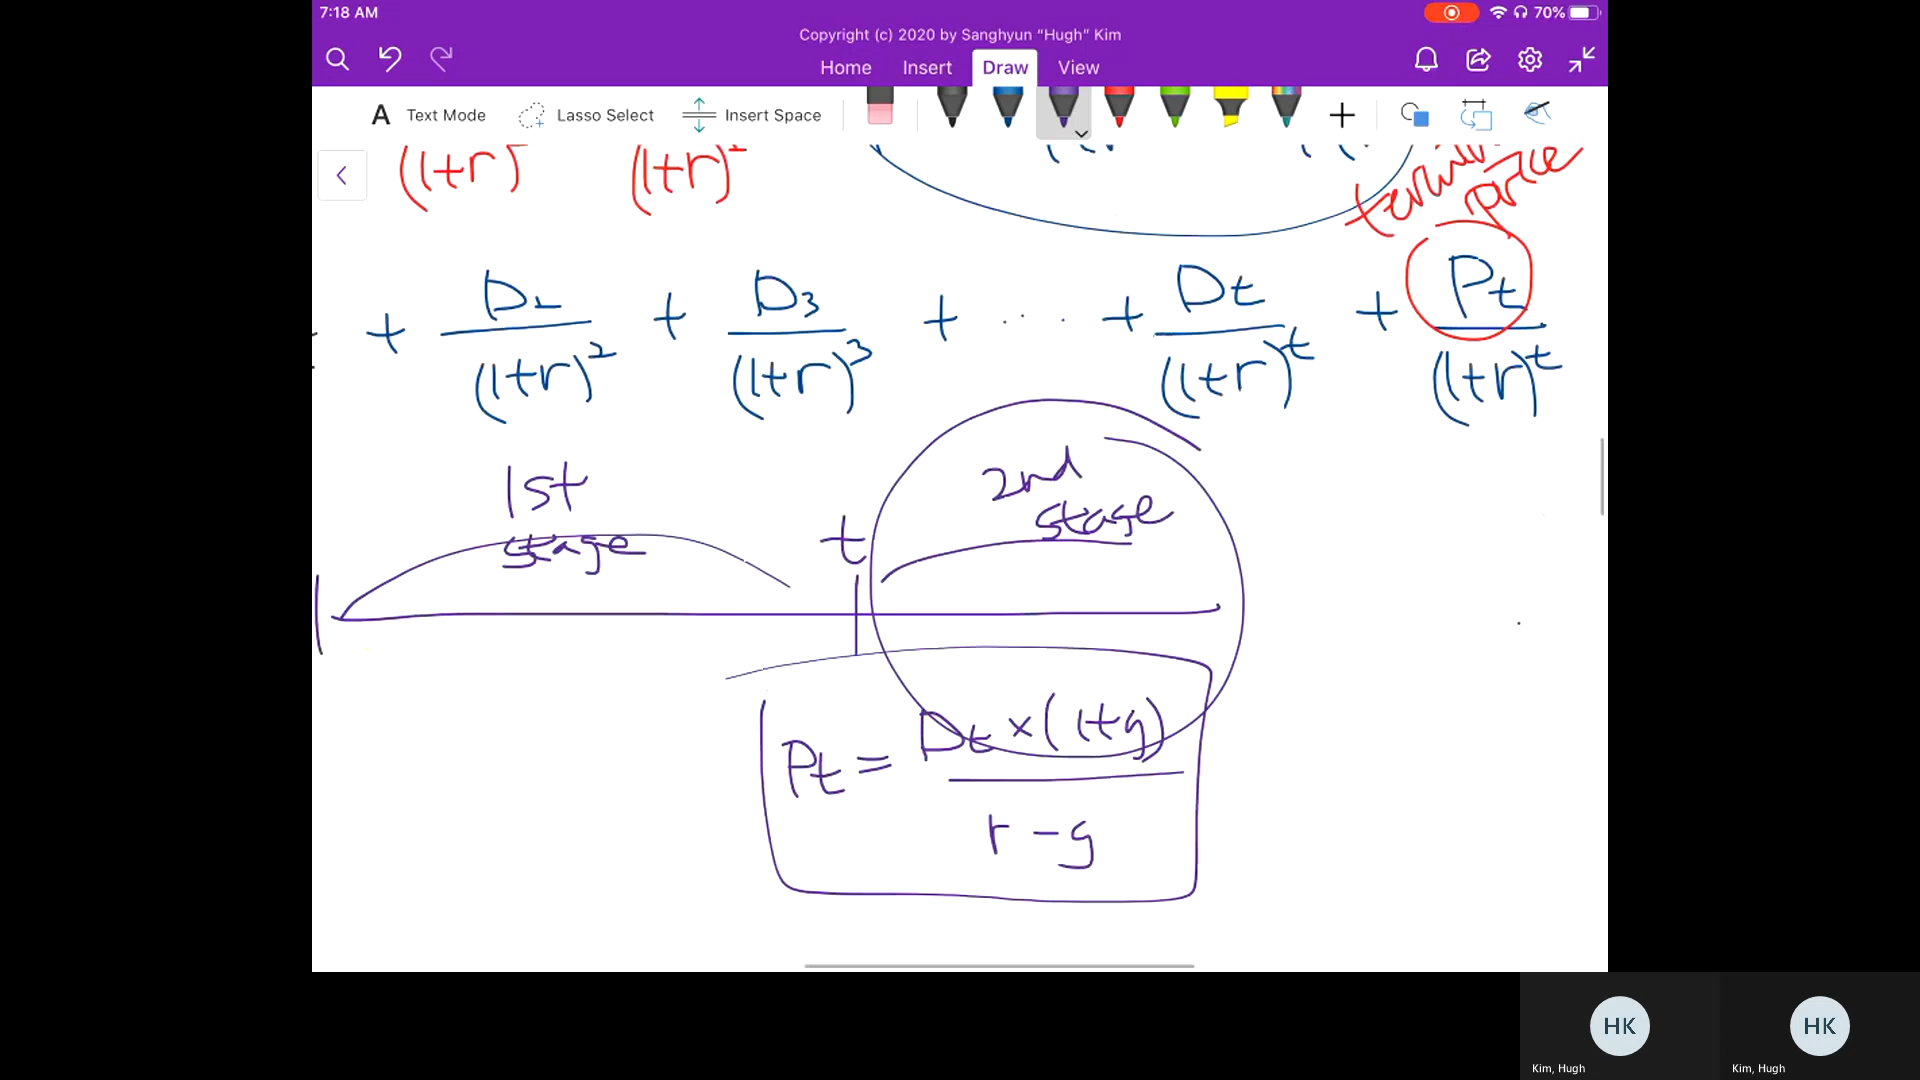 7:18 AM
70%
Copyright (c) 2020 by Sanghyun “Hugh” Kim
Home Insert Draw View
A Text Mode Lasso Select Insert Space
(1+r) (1+r)² price
+ D₂/(1+r)² + D₃/(1+r)³ + · · · · + Dt/(1+r)^t + Pt/(1+r)^t
1st
stage
t
2nd
stage
Pt = Dt × (1+g)
r - g
HK HK
Kim, Hugh Kim, Hugh